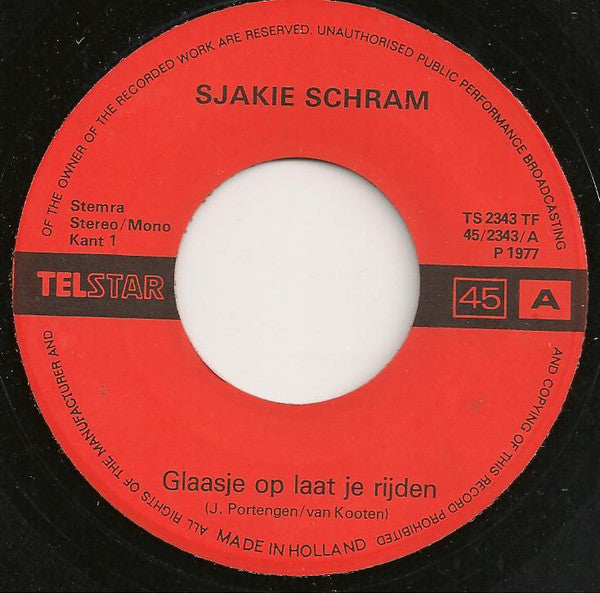 ALL RIGHTS OF THE MANUFACTURER AND OF THE OWNER OF THE RECORDED WORK ARE RESERVED. UNAUTHORISED PUBLIC PERFORMANCE BROADCASTING AND COPYING OF THIS RECORD PROHIBITED.
SJAKIE SCHRAM
Stemra
Stereo/Mono
Kant 1
TS 2343 TF
45/2343/A
P 1977
TELSTAR
45 A
Glaasje op laat je rijden
(J. Portengen/van Kooten)
MADE IN HOLLAND